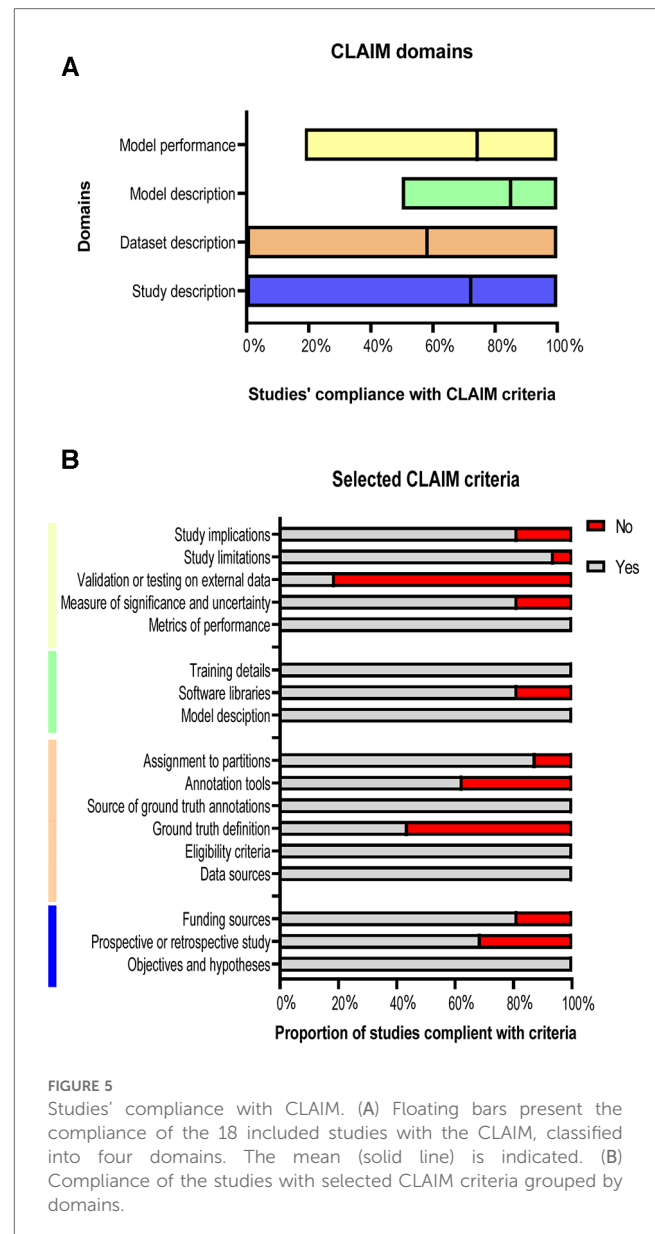 A
CLAIM domains
Domains
Model performance
Model description
Dataset description
Study description
0% 20% 40% 60% 80% 100%
Studies' compliance with CLAIM criteria
B
Selected CLAIM criteria
No
Yes
Study implications
Study limitations
Validation or testing on external data
Measure of significance and uncertainty
Metrics of performance
Training details
Software libraries
Model desciption
Assignment to partitions
Annotation tools
Source of ground truth annotations
Ground truth definition
Eligibility criteria
Data sources
Funding sources
Prospective or retrospective study
Objectives and hypotheses
0% 20% 40% 60% 80% 100%
Proportion of studies complient with criteria
FIGURE 5
Studies' compliance with CLAIM. (A) Floating bars present the
compliance of the 18 included studies with the CLAIM, classified
into four domains. The mean (solid line) is indicated. (B)
Compliance of the studies with selected CLAIM criteria grouped by
domains.